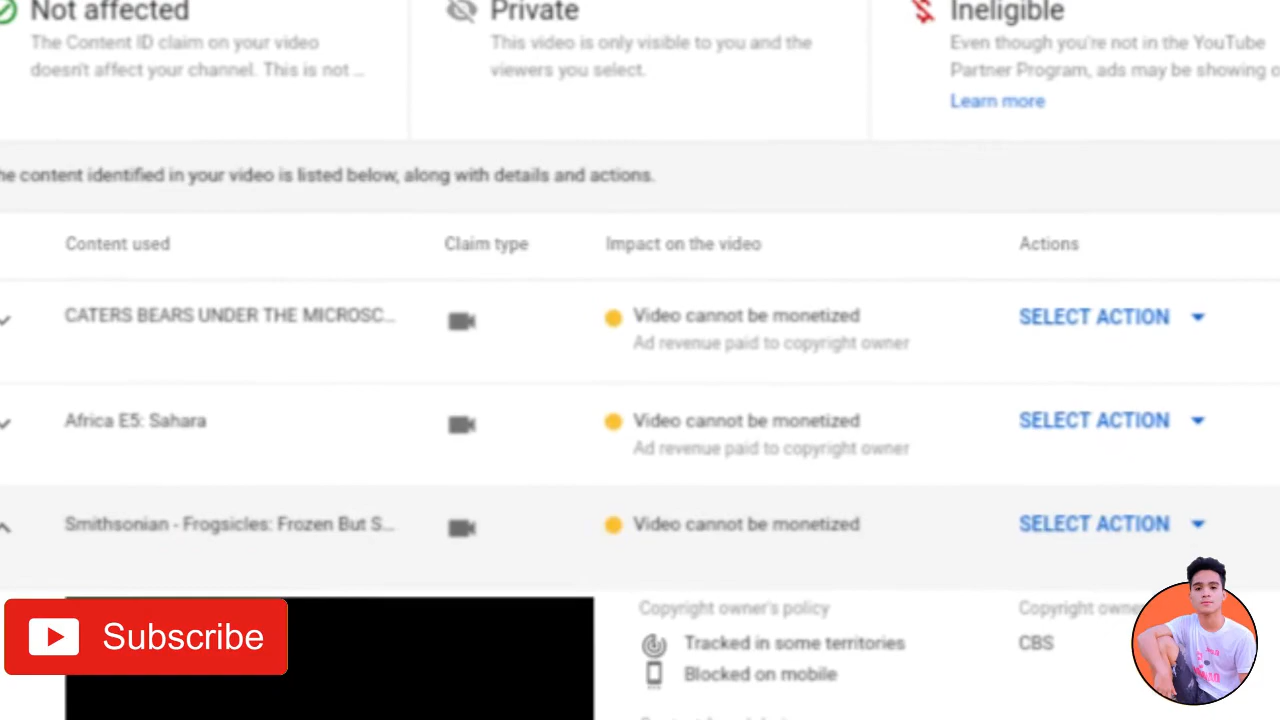 Not affected
The Content ID claim on your video
doesn't affect your channel. This is not ...
Private
This video is only visible to you and the
viewers you select.
Ineligible
Even though you're not in the YouTube
Partner Program, ads may be showing o
Learn more
he content identified in your video is listed below, along with details and actions.
Content used Claim type Impact on the video Actions
CATERS BEARS UNDER THE MICROSC... Video cannot be monetized SELECT ACTION
Ad revenue paid to copyright owner
Africa E5: Sahara Video cannot be monetized SELECT ACTION
Ad revenue paid to copyright owner
Smithsonian - Frogsicles: Frozen But S... Video cannot be monetized SELECT ACTION
Subscribe
Copyright owner's policy
Tracked in some territories
Blocked on mobile
Copyright owne
CBS